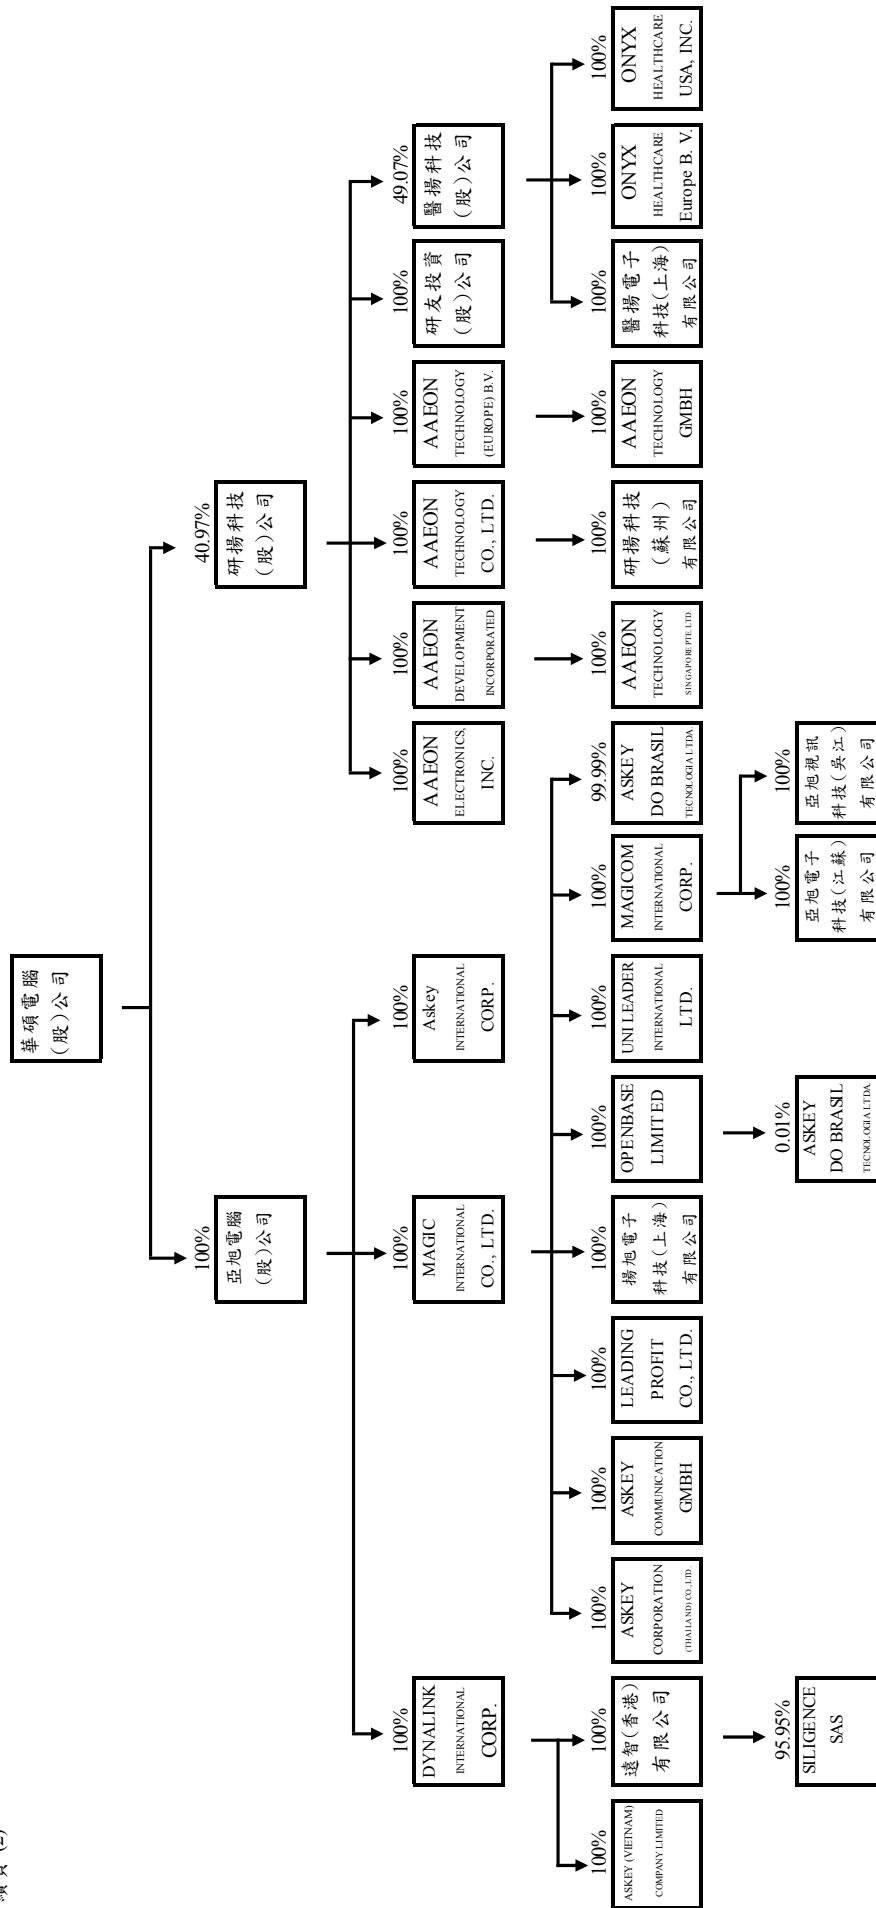 續頁 (2)
華碩電腦
(股)公司
100%
亞旭電腦
(股)公司
40.97%
研揚科技
(股)公司
100%
DYNALINK
INTERNATIONAL
CORP.
100%
MAGIC
INTERNATIONAL
CO., LTD.
100%
Askey
INTERNATIONAL
CORP.
100%
AAEON
ELECTRONICS,
INC.
100%
AAEON
DEVELOPMENT
INCORPORATED
100%
AAEON
TECHNOLOGY
CO., LTD.
100%
AAEON
TECHNOLOGY
(EUROPE) B.V.
100%
研友投資
(股)公司
49.07%
醫揚科技
(股)公司
100%
ASKEY (VIETNAM)
COMPANY LIMITED
100%
遠智(香港)
有限公司
100%
ASKEY
CORPORATION
(THAILAND) CO., LTD.
100%
ASKEY
COMMUNICATION
GMBH
100%
LEADING
PROFIT
CO., LTD.
100%
揚旭電子
科技(上海)
有限公司
100%
OPENBASE
LIMITED
100%
UNI LEADER
INTERNATIONAL
LTD.
100%
MAGICOM
INTERNATIONAL
CORP.
99.99%
ASKEY
DO BRASIL
TECNOLOGIA LTDA.
100%
AAEON
TECHNOLOGY
SINGAPORE PTE. LTD.
100%
研揚科技
(蘇州)
有限公司
100%
AAEON
TECHNOLOGY
GMBH
100%
醫揚電子
科技(上海)
有限公司
100%
ONYX
HEALTHCARE
Europe B. V.
100%
ONYX
HEALTHCARE
USA, INC.
95.95%
SILIGENCE
SAS
0.01%
ASKEY
DO BRASIL
TECNOLOGIA LTDA.
100%
亞旭電子
科技(江蘇)
有限公司
100%
亞旭視訊
科技(吳江)
有限公司